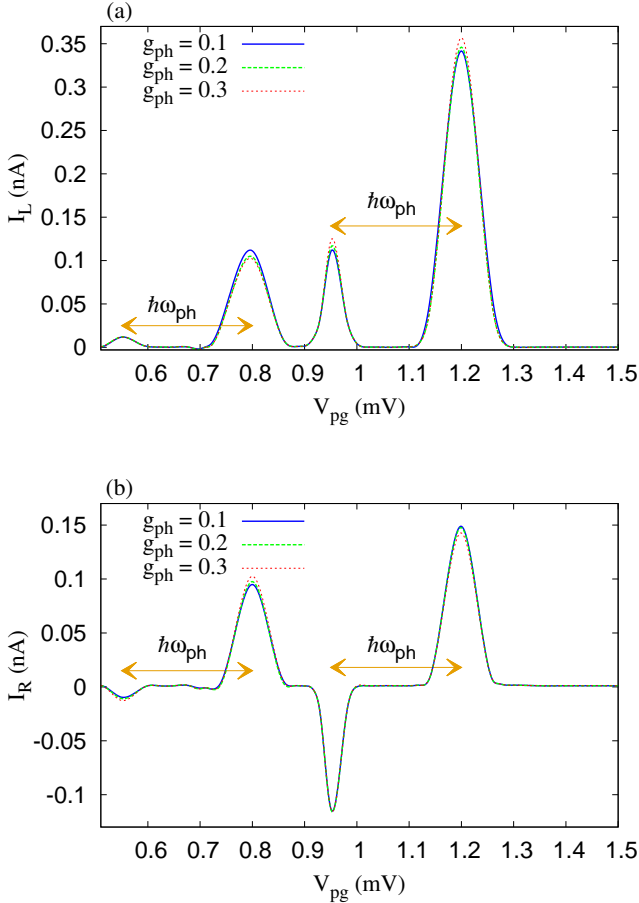 (a)
g_ph = 0.1
g_ph = 0.2
g_ph = 0.3
0.35
0.3
0.25
0.2
0.15
0.1
0.05
0
I_L (nA)
ħω_ph
ħω_ph
0.6 0.7 0.8 0.9 1 1.1 1.2 1.3 1.4 1.5
V_pg (mV)
(b)
g_ph = 0.1
g_ph = 0.2
g_ph = 0.3
0.15
0.1
0.05
0
-0.05
-0.1
I_R (nA)
ħω_ph
ħω_ph
0.6 0.7 0.8 0.9 1 1.1 1.2 1.3 1.4 1.5
V_pg (mV)